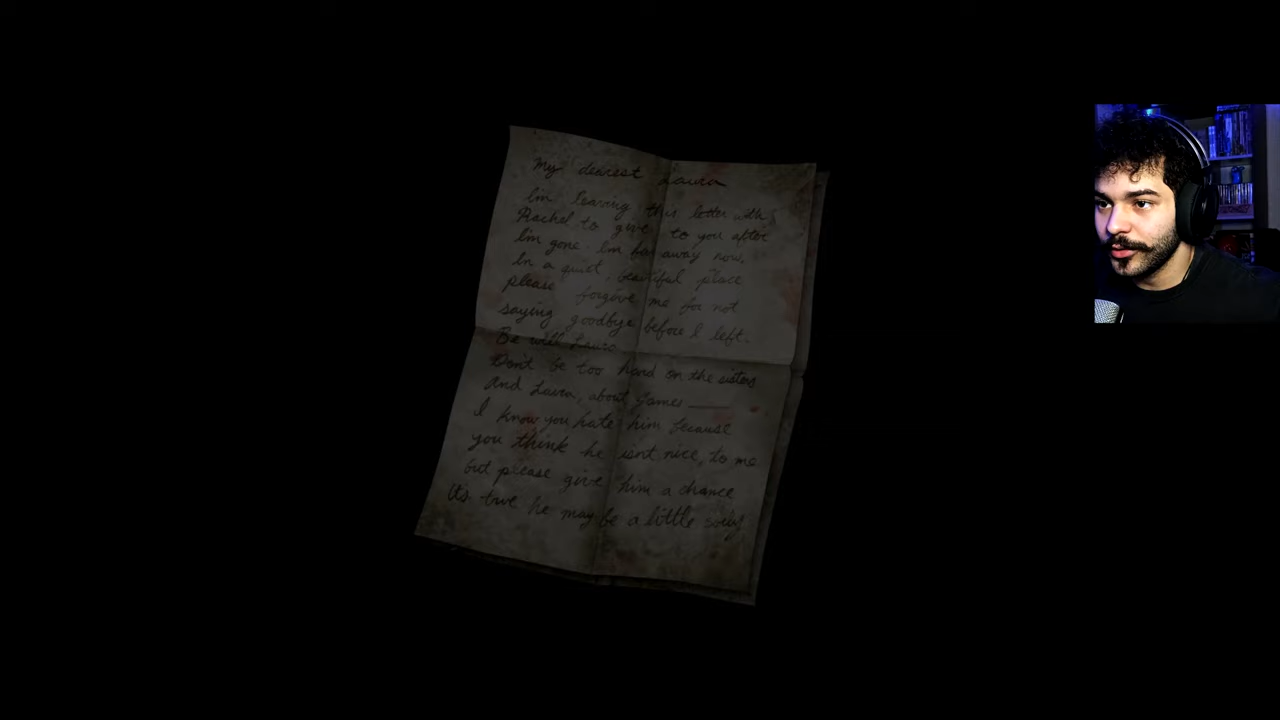 My dearest Laura
I'm leaving this letter with
Rachel to give to you after
I'm gone. I'm far away now,
In a quiet, beautiful place
please forgive me for not
saying goodbye before I left.
Be well Laura
Don't be too hard on the sisters
And Laura, about James
I know you hate him because
you think he isn't nice, to me
but please give him a chance
It's true he may be a little surly